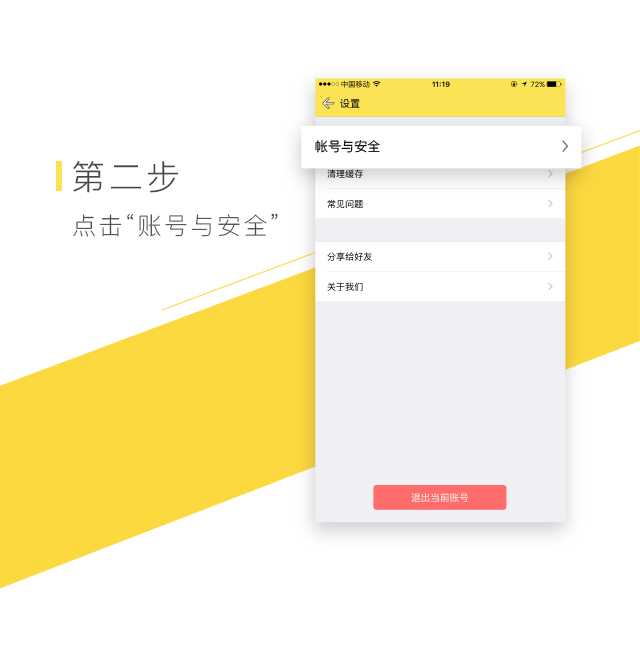 中国移动 11:19 72%
设置
帐号与安全
清理缓存
常见问题
分享给好友
关于我们
退出当前账号
第二步
点击“账号与安全”